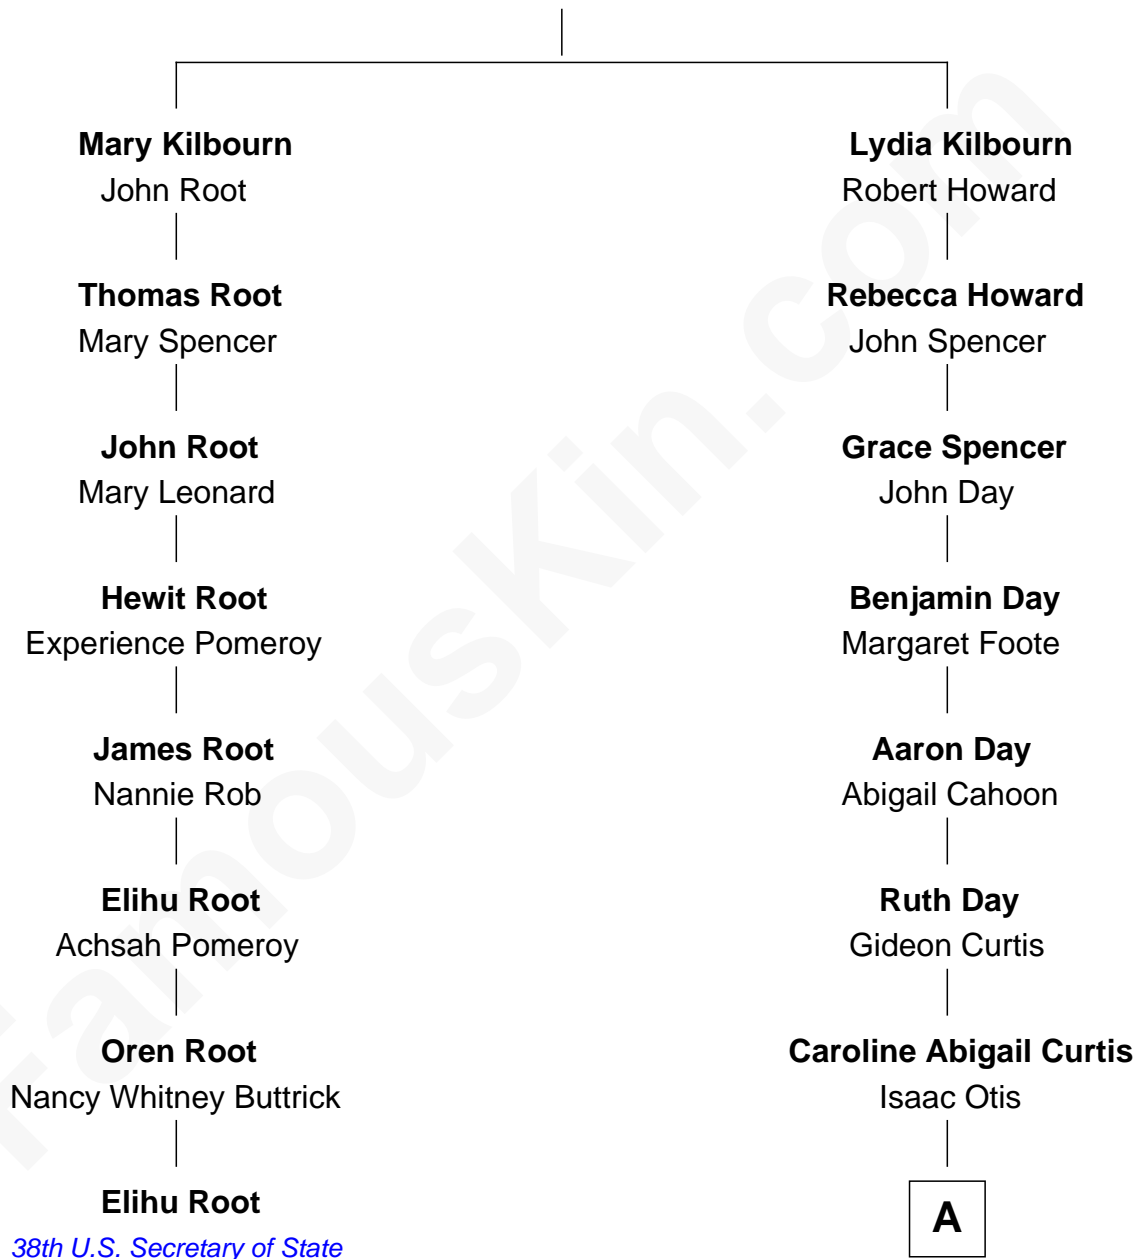 Mary Kilbourn
John Root
Thomas Root
Mary Spencer
John Root
Mary Leonard
Hewit Root
Experience Pomeroy
James Root
Nannie Rob
Elihu Root
Achsah Pomeroy
Oren Root
Nancy Whitney Buttrick
Elihu Root
38th U.S. Secretary of State
Lydia Kilbourn
Robert Howard
Rebecca Howard
John Spencer
Grace Spencer
John Day
Benjamin Day
Margaret Foote
Aaron Day
Abigail Cahoon
Ruth Day
Gideon Curtis
Caroline Abigail Curtis
Isaac Otis
A
FamousKin.com